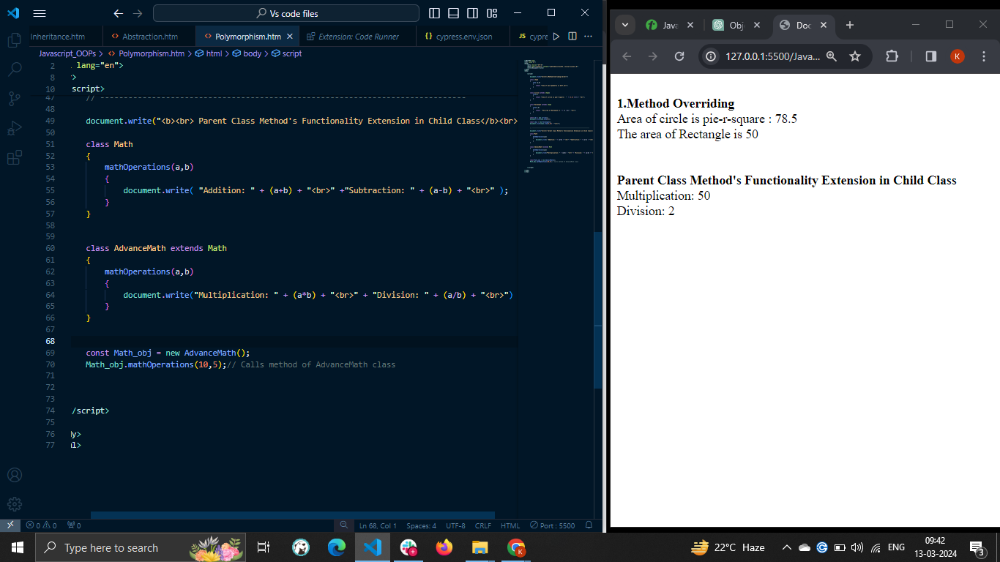 Vs code files
Inheritance.htm
Abstraction.htm
Polymorphism.htm
Extension: Code Runner
cypress.env.json
JS cypre
Javascript_OOPs > Polymorphism.htm > html > body > script
2 lang="en">
8 >
10 script>
47 // ------------------------------------------------------------------------------
48
49 document.write("<b><br> Parent Class Method's Functionality Extension in Child Class</b><br>
50
51 class Math
52 {
53 mathOperations(a,b)
54 {
55 document.write( "Addition: " + (a+b) + "<br>" +"Subtraction: " + (a-b) + "<br>" );
56 }
57 }
58
59
60 class AdvanceMath extends Math
61 {
62 mathOperations(a,b)
63 {
64 document.write("Multiplication: " + (a*b) + "<br>" + "Division: " + (a/b) + "<br>")
65 }
66 }
67
68
69 const Math_obj = new AdvanceMath();
70 Math_obj.mathOperations(10,5);// Calls method of AdvanceMath class
71
72
73
74 /script>
75
76 dy>
77 ml>
0 0 0 Ln 68, Col 1 Spaces: 4 UTF-8 CRLF HTML Port : 5500
Java
Obj
Doc
127.0.0.1:5500/Java...
K
1.Method Overriding
Area of circle is pie-r-square : 78.5
The area of Rectangle is 50
Parent Class Method's Functionality Extension in Child Class
Multiplication: 50
Division: 2
Type here to search
22°C Haze
ENG
09:42
13-03-2024
3